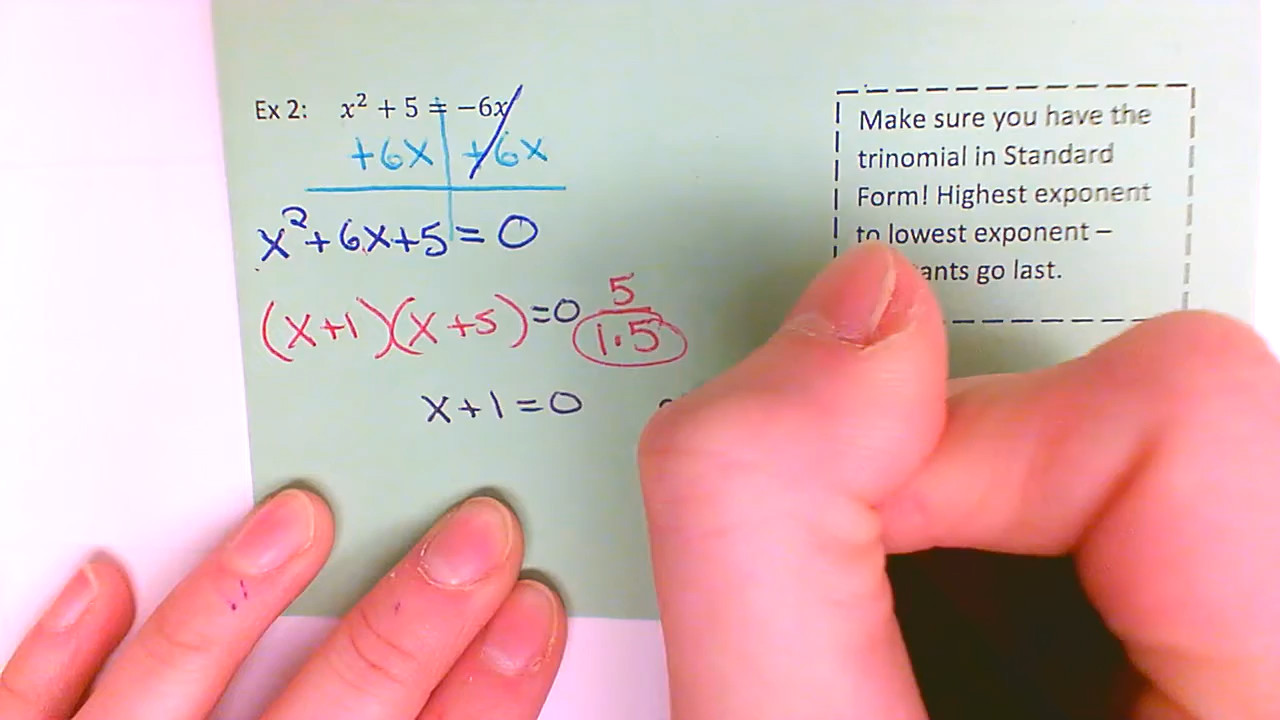 Ex 2: x² + 5 = −6x
+6x +6x
x²+6x+5=0
(x+1)(x+5)=0
5
1·5
x+1=0
Make sure you have the
trinomial in Standard
Form! Highest exponent
to lowest exponent –
go last.